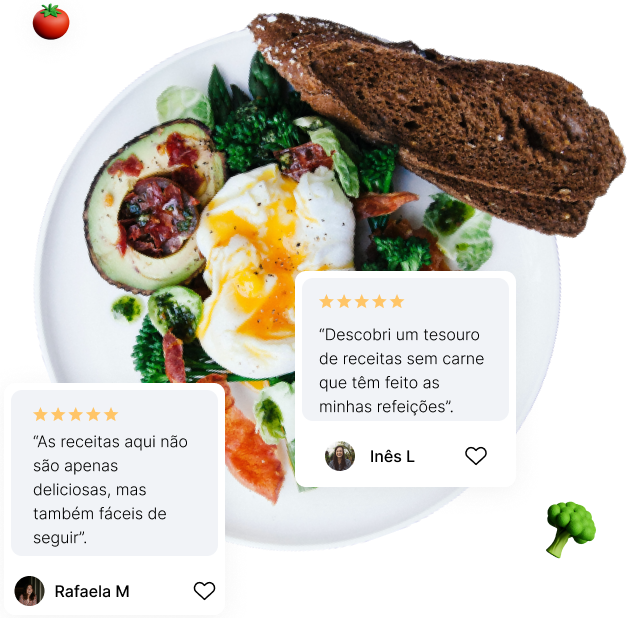 “Descobri um tesouro
de receitas sem carne
que têm feito as
minhas refeições”.
Inês L
“As receitas aqui não
são apenas
deliciosas, mas
também fáceis de
seguir”.
Rafaela M